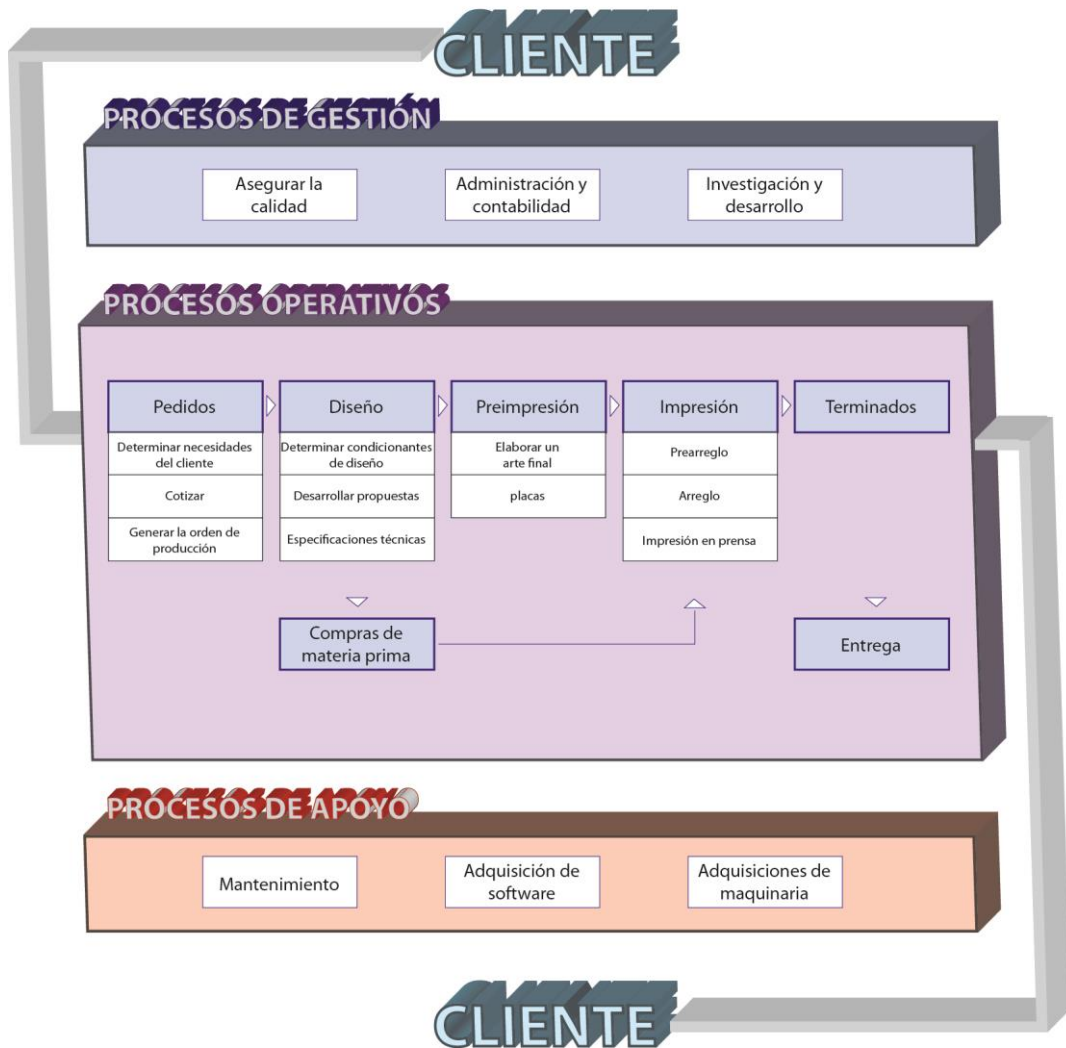 CLIENTE
PROCESOS DE GESTIÓN
Asegurar la
calidad
Administración y
contabilidad
Investigación y
desarrollo
PROCESOS OPERATIVOS
Pedidos
Determinar necesidades
del cliente
Cotizar
Generar la orden de
producción
Diseño
Determinar condicionantes
de diseño
Desarrollar propuestas
Especificaciones técnicas
Compras de
materia prima
Preimpresión
Elaborar un
arte final
placas
Impresión
Prearreglo
Arreglo
Impresión en prensa
Terminados
Entrega
PROCESOS DE APOYO
Mantenimiento
Adquisición de
software
Adquisiciones de
maquinaria
CLIENTE